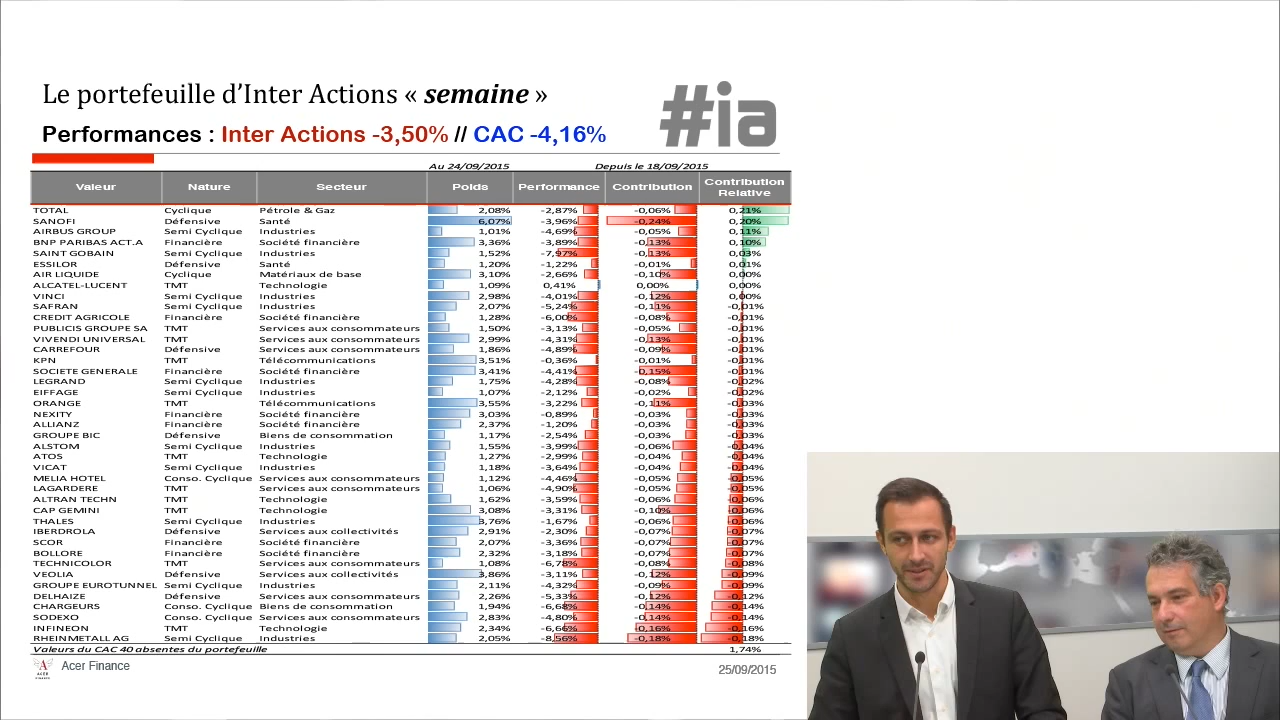 Le portefeuille d'Inter Actions « semaine »
#ia
Performances : Inter Actions -3,50% // CAC -4,16%
Au 24/09/2015 Depuis le 18/09/2015
Valeur Nature Secteur Poids Performance Contribution Contribution Relative
TOTAL Cyclique Pétrole & Gaz 2,08% -2,87% -0,06% 0,21%
SANOFI Défensive Santé 6,07% -3,96% -0,24% 0,20%
AIRBUS GROUP Semi Cyclique Industries 1,01% -4,69% -0,05% 0,11%
BNP PARIBAS ACT.A Financière Société financière 3,36% -3,89% -0,13% 0,10%
SAINT GOBAIN Semi Cyclique Industries 1,52% -7,97% -0,13% 0,03%
ESSILOR Défensive Santé 1,20% -1,22% -0,01% 0,01%
AIR LIQUIDE Cyclique Matériaux de base 3,10% -2,66% -0,10% 0,00%
ALCATEL-LUCENT TMT Technologie 1,09% 0,41% 0,00% 0,00%
VINCI Semi Cyclique Industries 2,98% -4,01% -0,12% 0,00%
SAFRAN Semi Cyclique Industries 2,07% -5,24% -0,11% -0,01%
CREDIT AGRICOLE Financière Société financière 1,28% -6,00% -0,08% -0,01%
PUBLICIS GROUPE SA TMT Services aux consommateurs 1,50% -3,13% -0,05% -0,01%
VIVENDI UNIVERSAL TMT Services aux consommateurs 2,99% -4,31% -0,13% -0,01%
CARREFOUR Défensive Services aux consommateurs 1,86% -4,89% -0,09% -0,01%
KPN TMT Télécommunications 3,51% -0,36% -0,01% -0,01%
SOCIETE GENERALE Financière Société financière 3,41% -4,41% -0,15% -0,01%
LEGRAND Semi Cyclique Industries 1,75% -4,28% -0,08% -0,02%
EIFFAGE Semi Cyclique Industries 1,07% -2,12% -0,02% -0,02%
ORANGE TMT Télécommunications 3,55% -3,22% -0,11% -0,03%
NEXITY Financière Société financière 3,03% -0,89% -0,03% -0,03%
ALLIANZ Financière Société financière 2,37% -1,20% -0,03% -0,03%
GROUPE BIC Défensive Biens de consommation 1,17% -2,54% -0,03% -0,03%
ALSTOM Semi Cyclique Industries 1,55% -3,99% -0,06% -0,04%
ATOS TMT Technologie 1,27% -2,99% -0,04% -0,04%
VICAT Semi Cyclique Industries 1,18% -3,64% -0,04% -0,04%
MELIA HOTEL Conso. Cyclique Services aux consommateurs 1,12% -4,46% -0,05% -0,05%
LAGARDERE TMT Services aux consommateurs 1,06% -4,90% -0,05% -0,05%
ALTRAN TECHN TMT Technologie 1,62% -3,59% -0,06% -0,06%
CAP GEMINI TMT Technologie 3,08% -3,31% -0,10% -0,06%
THALES Semi Cyclique Industries 3,76% -1,67% -0,06% -0,06%
IBERDROLA Défensive Services aux collectivités 2,91% -2,30% -0,07% -0,07%
SCOR Financière Société financière 2,07% -3,36% -0,07% -0,07%
BOLLORE Financière Société financière 2,32% -3,18% -0,07% -0,07%
TECHNICOLOR TMT Services aux consommateurs 1,08% -6,78% -0,08% -0,08%
VEOLIA Défensive Services aux collectivités 3,86% -3,11% -0,12% -0,09%
GROUPE EUROTUNNEL Semi Cyclique Industries 2,11% -4,32% -0,09% -0,09%
DELHAIZE Défensive Services aux consommateurs 2,26% -5,33% -0,12% -0,12%
CHARGEURS Conso. Cyclique Biens de consommation 1,94% -6,68% -0,14% -0,14%
SODEXO Conso. Cyclique Services aux consommateurs 2,83% -4,80% -0,14% -0,14%
INFINEON TMT Technologie 2,34% -6,66% -0,16% -0,16%
RHEINMETALL AG Semi Cyclique Industries 2,05% -8,56% -0,18% -0,18%
Valeurs du CAC 40 absentes du portefeuille 1,74%
A ACER FINANCE Acer Finance 25/09/2015